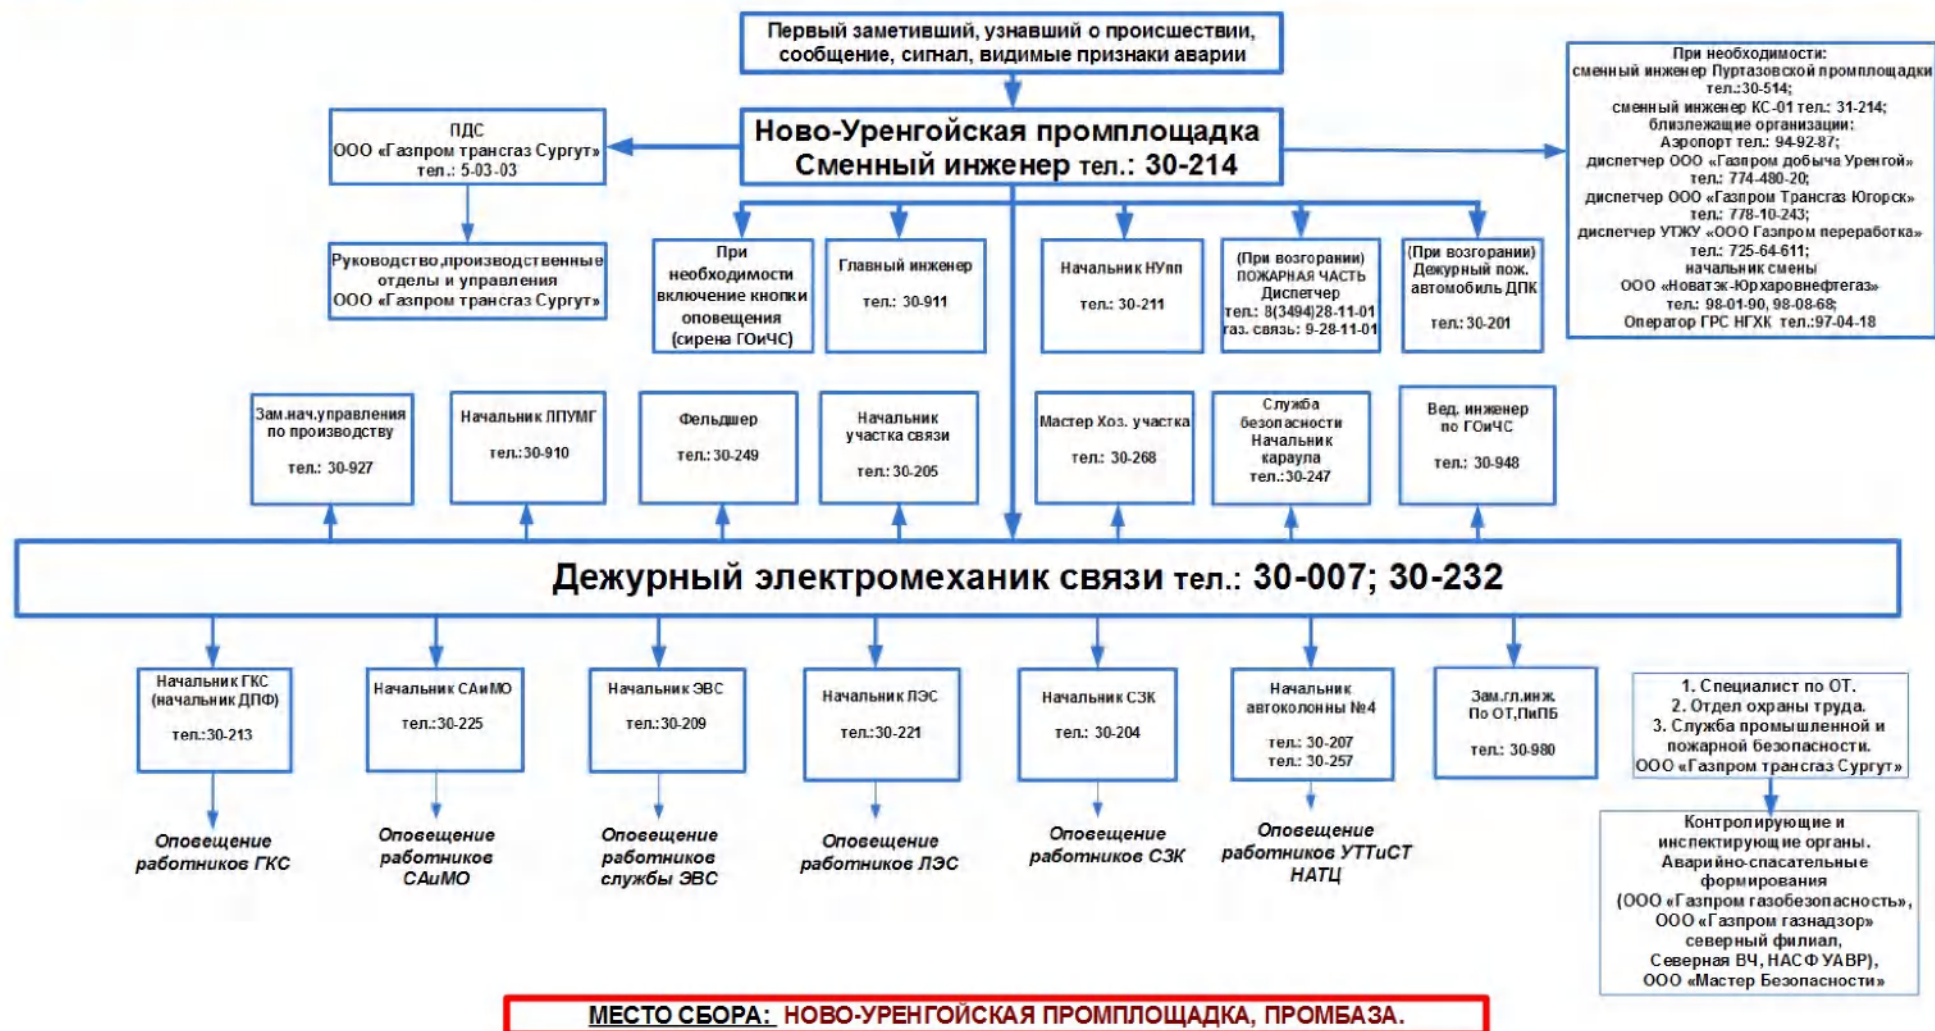 Первый заметивший, узнавший о происшествии,
сообщение, сигнал, видимые признаки аварии
При необходимости:
сменный инженер Пуртазовской промплощадки
тел.:30-514;
сменный инженер КС-01 тел.: 31-214;
близлежащие организации:
Аэропорт тел.: 94-92-87;
диспетчер ООО «Газпром добыча Уренгой»
тел.: 774-480-20;
диспетчер ООО «Газпром Трансгаз Югорск»
тел.: 778-10-243;
диспетчер УТЖУ «ООО Газпром переработка»
тел.: 725-64-611;
начальник смены
ООО «Новатэк-Юрхаровнефтегаз»
тел.: 98-01-90, 98-08-68;
Оператор ГРС НГХК тел.:97-04-18
ПДС
ООО «Газпром трансгаз Сургут»
тел.: 5-03-03
Ново-Уренгойская промплощадка
Сменный инженер тел.: 30-214
Руководство,производственные
отделы и управления
ООО «Газпром трансгаз Сургут»
При
необходимости
включение кнопки
оповещения
(сирена ГОиЧС)
Главный инженер
тел.: 30-911
Начальник НУпп
тел.: 30-211
(При возгорании)
ПОЖАРНАЯ ЧАСТЬ
Диспетчер
тел.: 8(3494)28-11-01
газ. связь: 9-28-11-01
(При возгорании)
Дежурный пож.
автомобиль ДПК
тел.: 30-201
Зам.нач.управления
по производству
тел.: 30-927
Начальник ЛПУМГ
тел.:30-910
Фельдшер
тел.:30-249
Начальник
участка связи
тел.: 30-205
Мастер Хоз. участка
тел.: 30-268
Служба
безопасности
Начальник
караула
тел.:30-247
Вед. инженер
по ГОиЧС
тел.: 30-948
Дежурный электромеханик связи тел.: 30-007; 30-232
Начальник ГКС
(начальник ДПФ)
тел.:30-213
Начальник САиМО
тел.:30-225
Начальник ЭВС
тел.:30-209
Начальник ЛЭС
тел.:30-221
Начальник СЗК
тел.: 30-204
Начальник
автоколонны №4
тел.: 30-207
тел.: 30-257
Зам.гл.инж.
По ОТ,ПиПБ
тел.: 30-980
1. Специалист по ОТ.
2. Отдел охраны труда.
3. Служба промышленной и
пожарной безопасности.
ООО «Газпром трансгаз Сургут»
Оповещение
работников ГКС
Оповещение
работников
САиМО
Оповещение
работников
службы ЭВС
Оповещение
работников ЛЭС
Оповещение
работников СЗК
Оповещение
работников УТТиСТ
НАТЦ
Контролирующие и
инспектирующие органы.
Аварийно-спасательные
формирования
(ООО «Газпром газобезопасность»,
ООО «Газпром газнадзор»
северный филиал,
Северная ВЧ, НАСФ УАВР),
ООО «Мастер Безопасности»
МЕСТО СБОРА: НОВО-УРЕНГОЙСКАЯ ПРОМПЛОЩАДКА, ПРОМБАЗА.